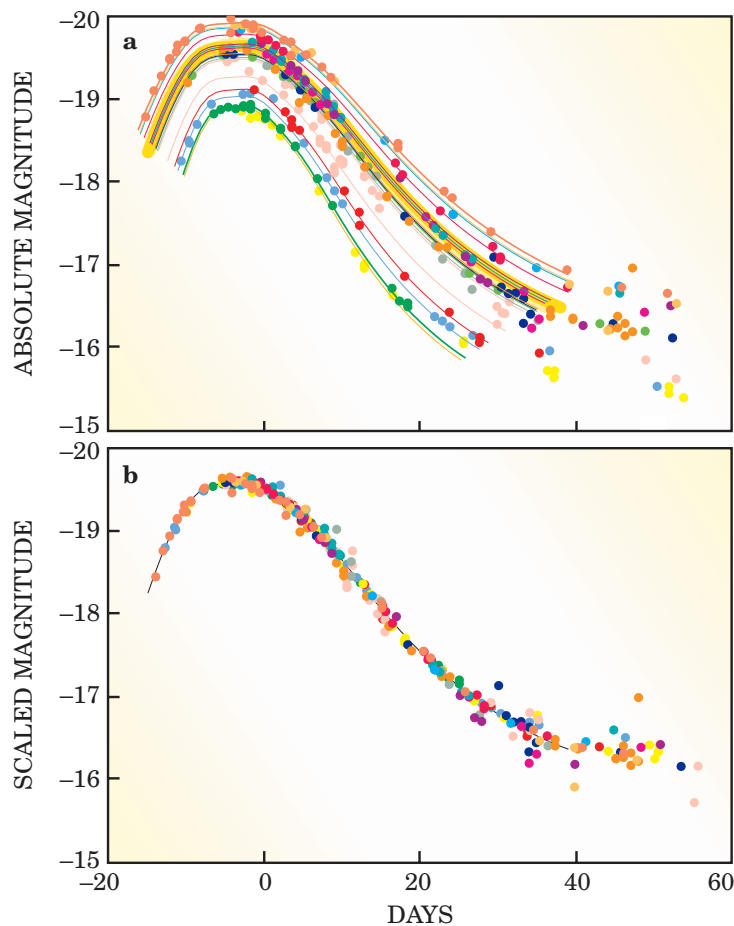 a
ABSOLUTE MAGNITUDE
–20
–19
–18
–17
–16
–15
b
SCALED MAGNITUDE
–20
–19
–18
–17
–16
–15
–20 0 20 40 60
DAYS